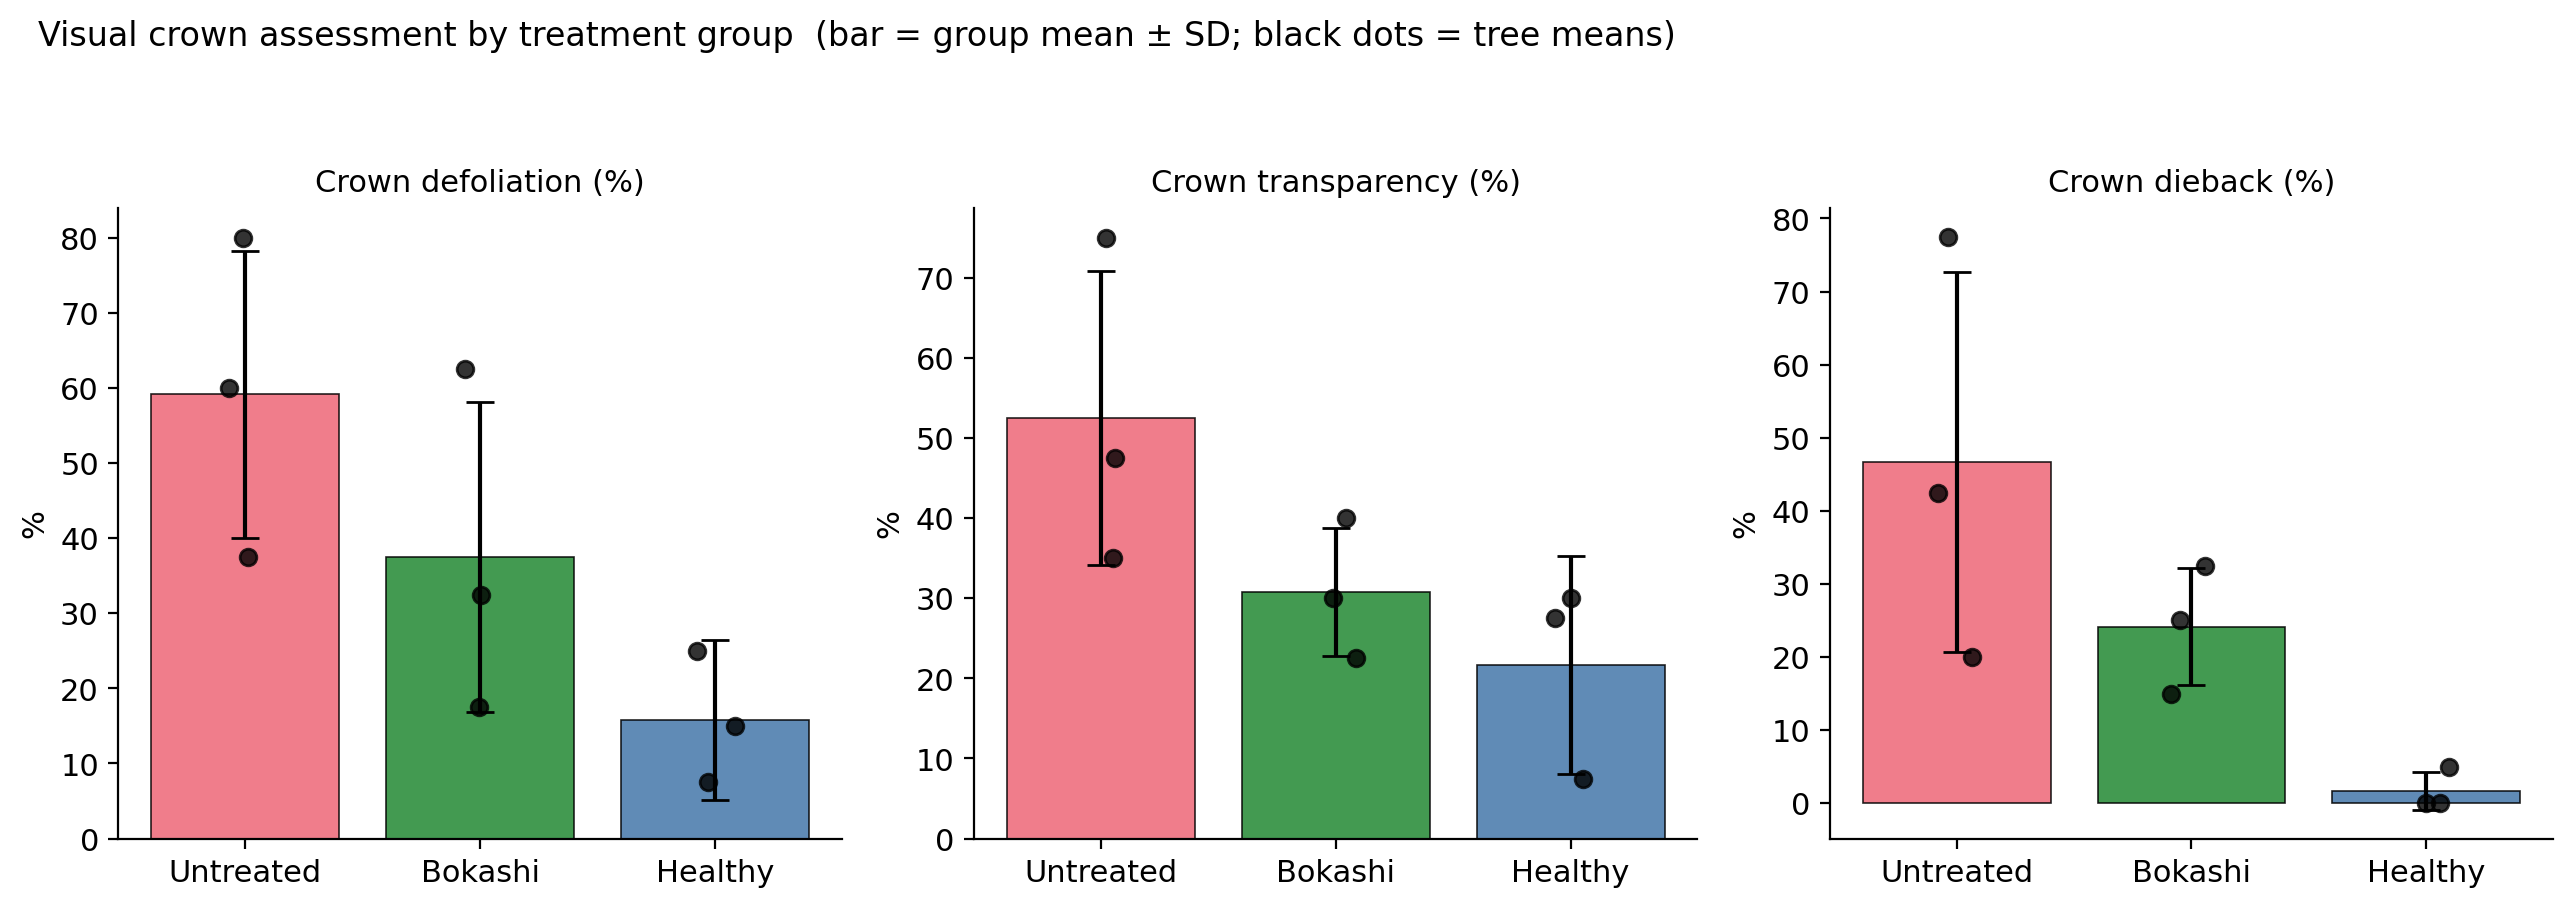 Visual crown assessment by treatment group  (bar = group mean ± SD; black dots = tree means)
Crown defoliation (%)
%
80
70
60
50
40
30
20
10
0
Untreated
Bokashi
Healthy
Crown transparency (%)
%
70
60
50
40
30
20
10
0
Untreated
Bokashi
Healthy
Crown dieback (%)
%
80
70
60
50
40
30
20
10
0
Untreated
Bokashi
Healthy